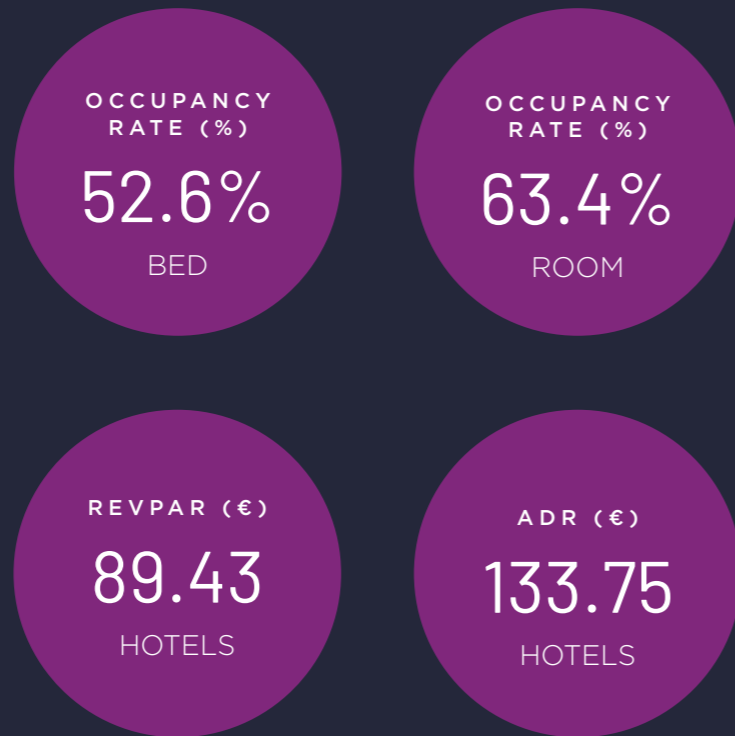 OCCUPANCY
RATE (%)
52.6%
BED
OCCUPANCY
RATE (%)
63.4%
ROOM
REVPAR (€)
89.43
HOTELS
ADR (€)
133.75
HOTELS